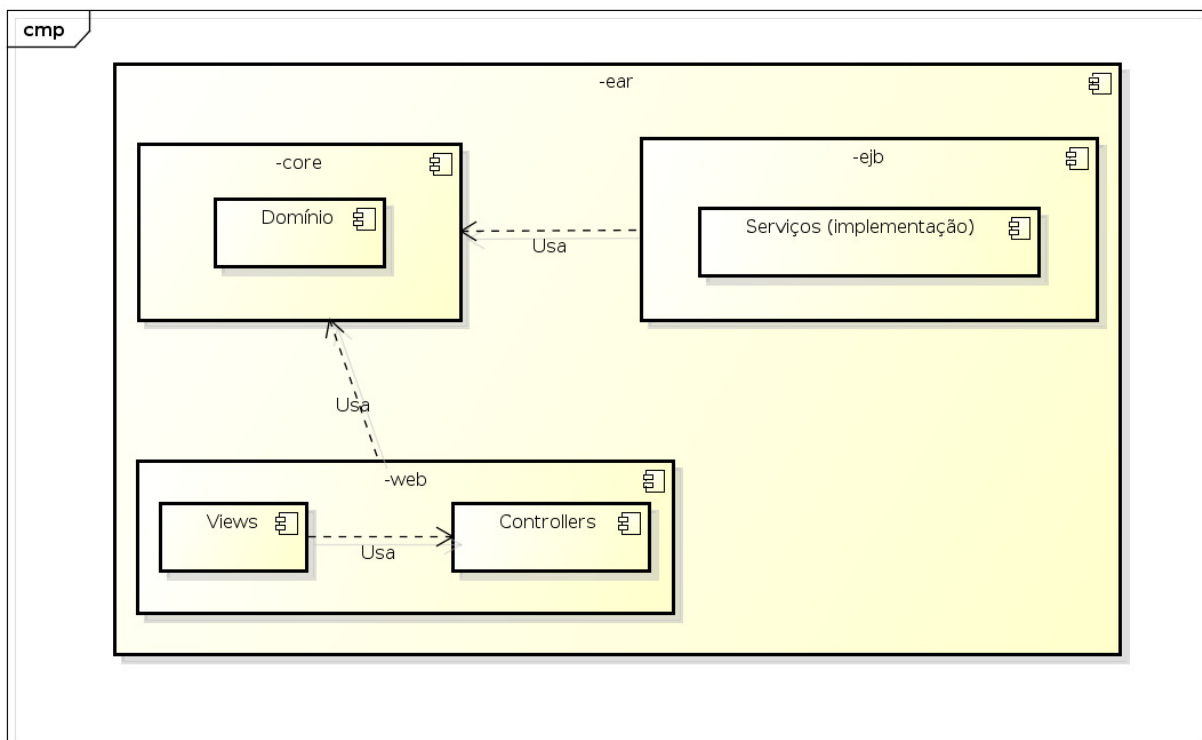 cmp
-ear
-core
-ejb
Domínio
Serviços (implementação)
Usa
Usa
-web
Views
Controllers
Usa